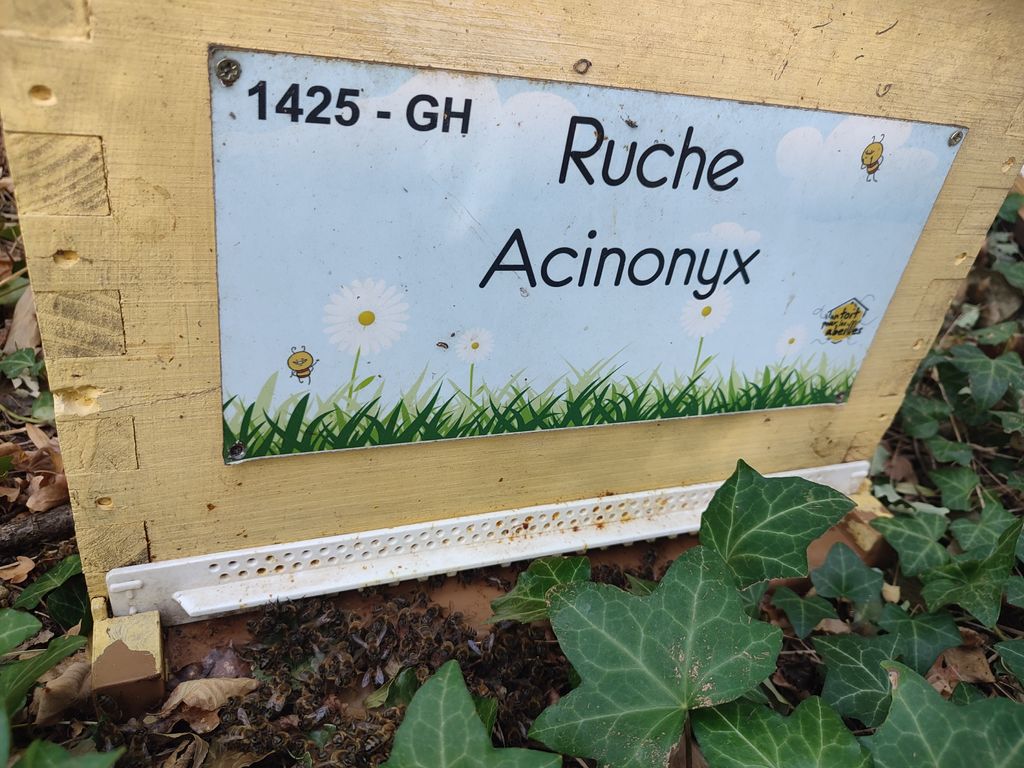 1425 - GH
Ruche
Acinonyx